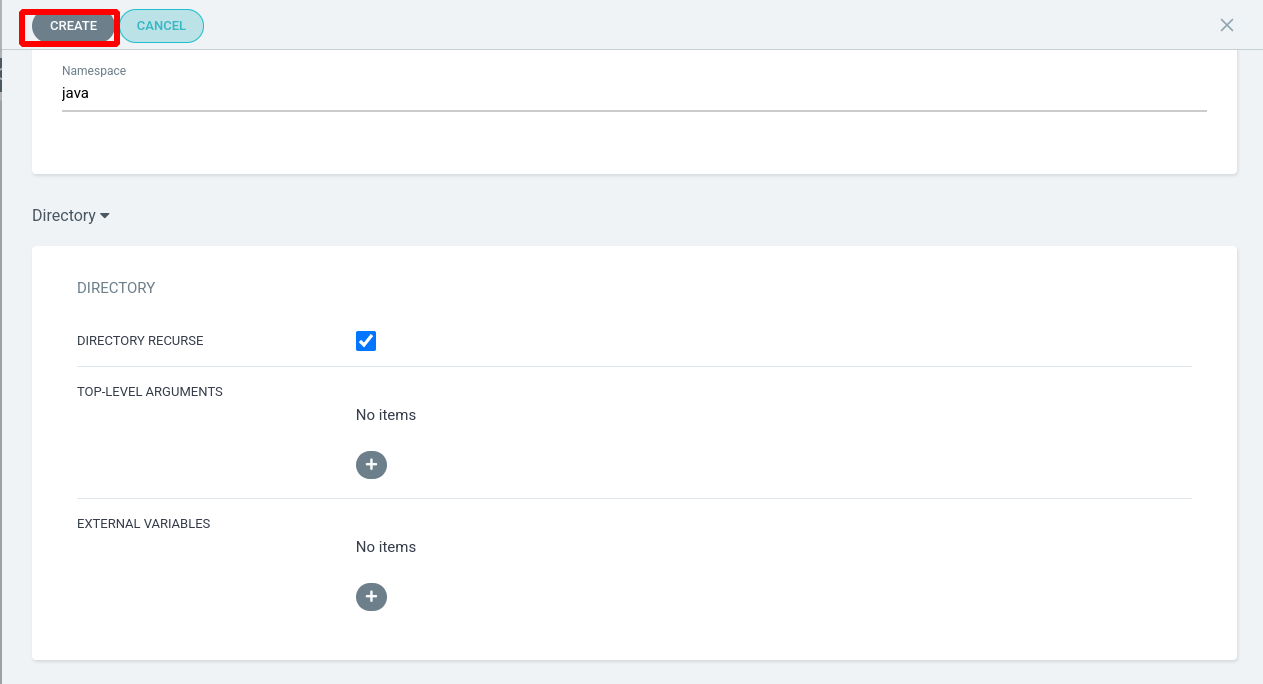 CREATE CANCEL
Namespace
java
Directory
DIRECTORY
DIRECTORY RECURSE
TOP-LEVEL ARGUMENTS
No items
EXTERNAL VARIABLES
No items